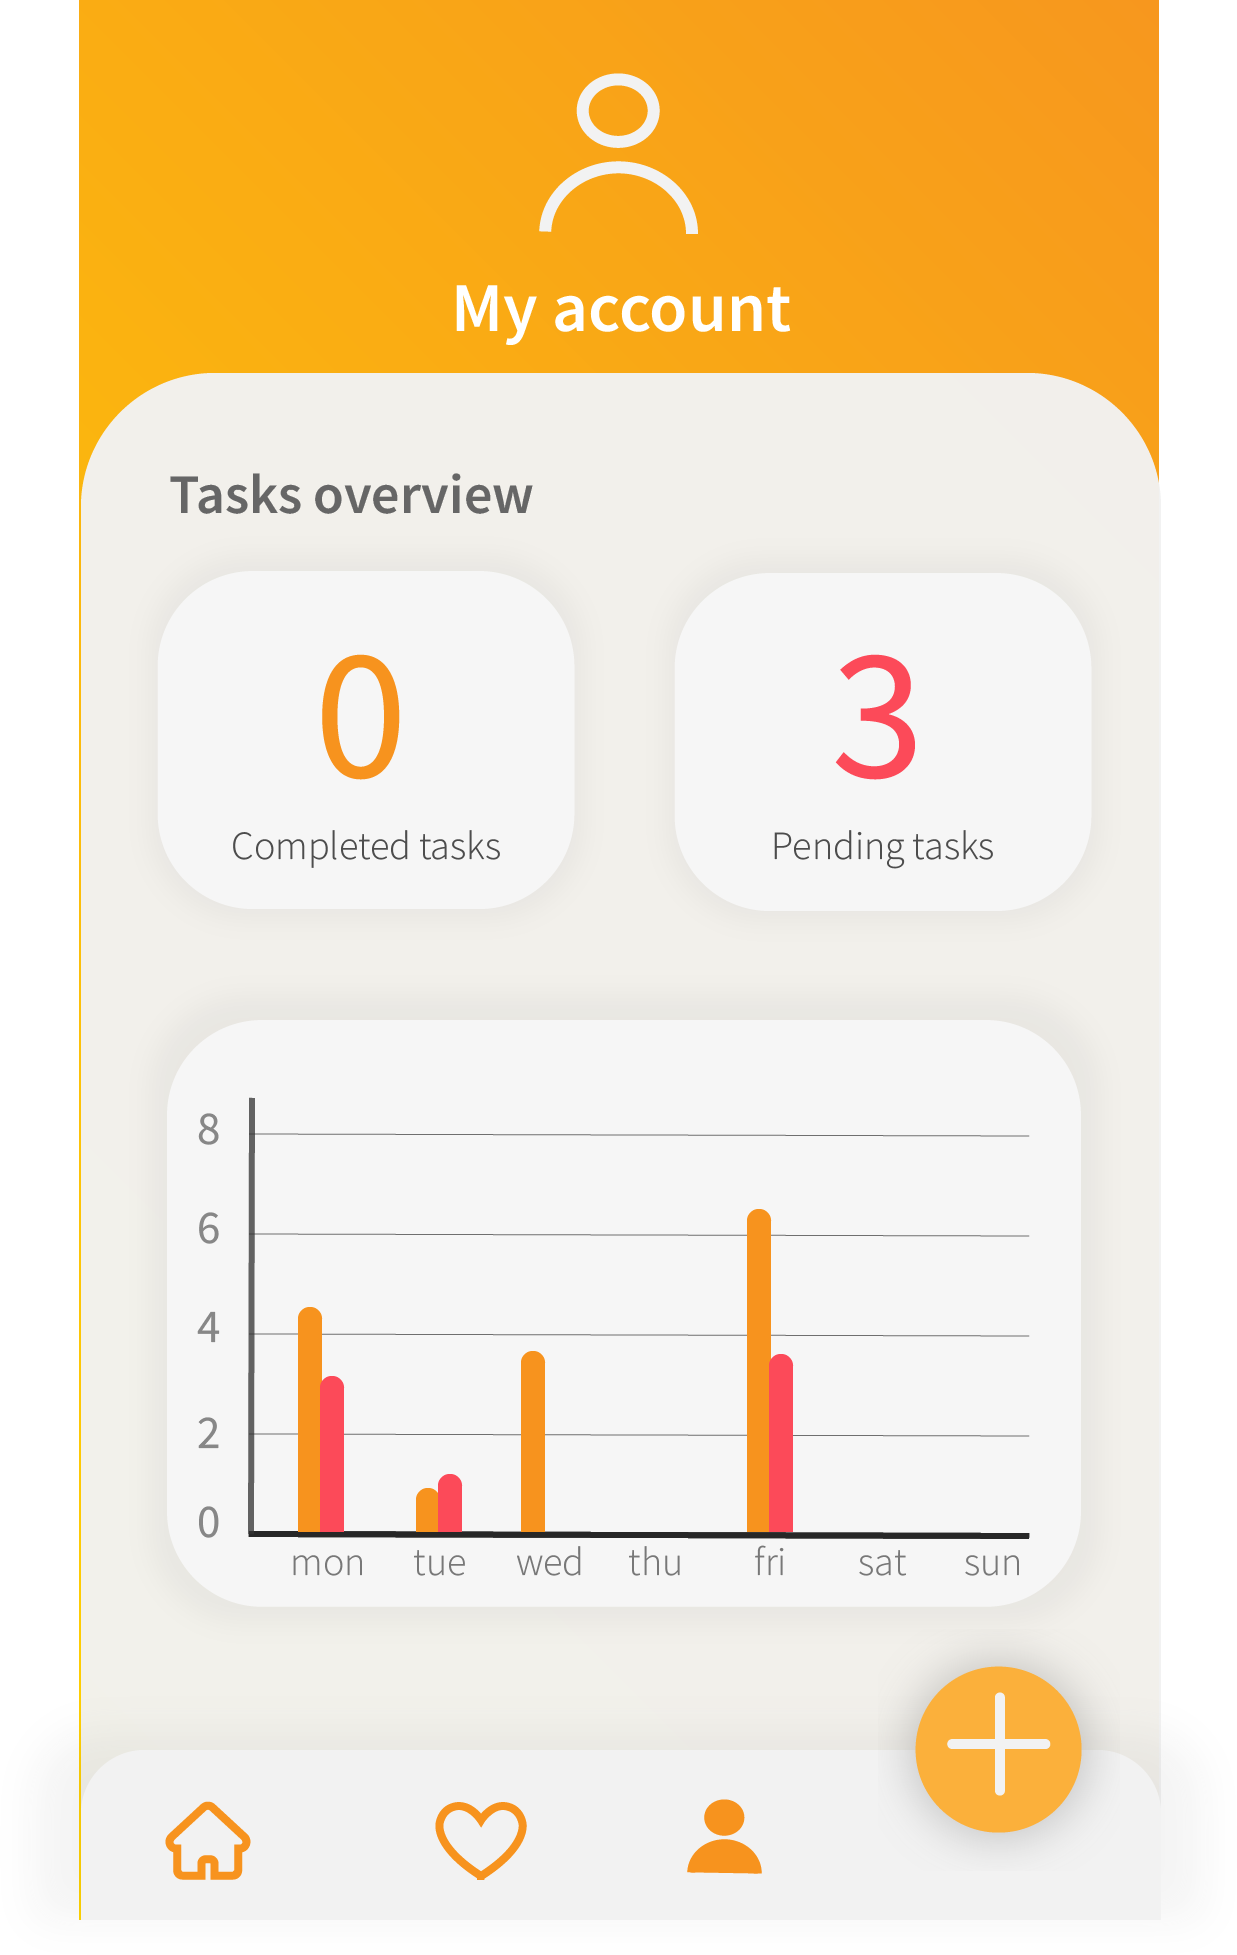 My account
Tasks overview
0
3
Completed tasks
Pending tasks
8
6
4
2
0
mon tue wed thu fri sat sun